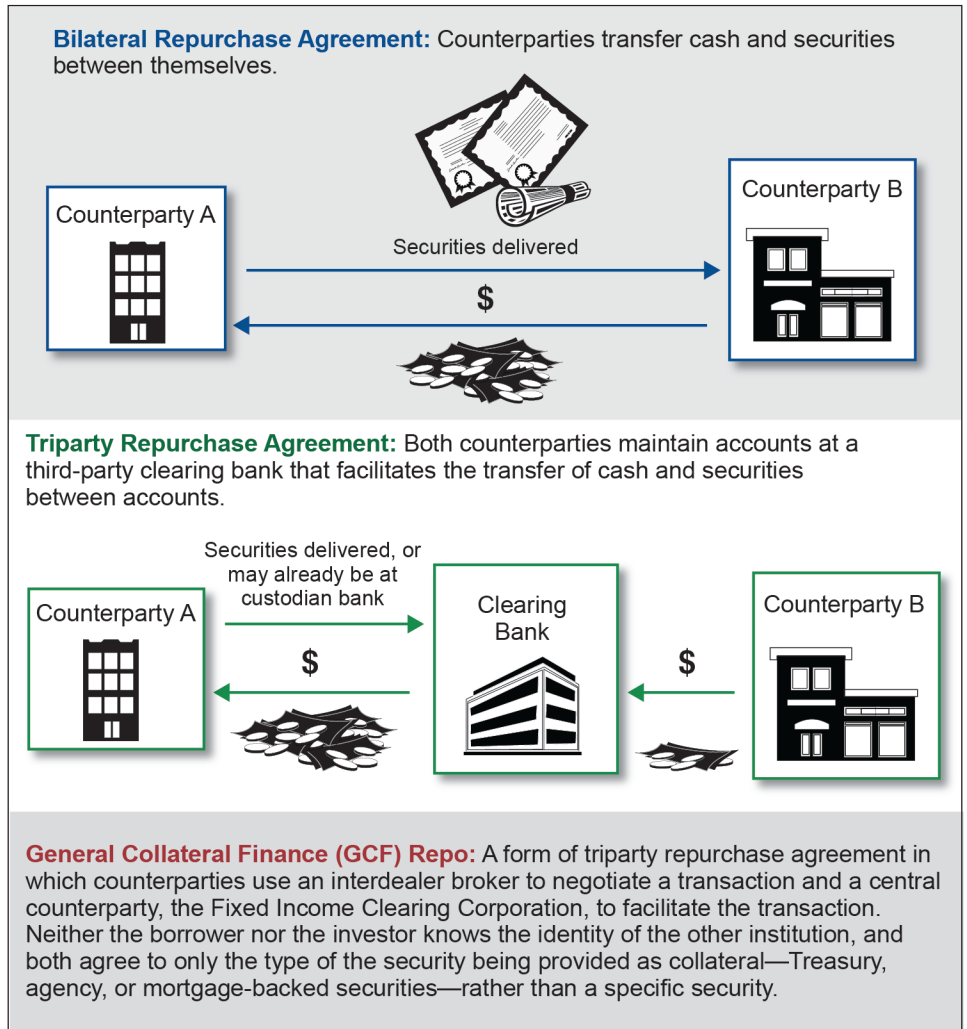 Bilateral Repurchase Agreement: Counterparties transfer cash and securities
between themselves.
Counterparty A
Counterparty B
Securities delivered
$
Triparty Repurchase Agreement: Both counterparties maintain accounts at a
third-party clearing bank that facilitates the transfer of cash and securities
between accounts.
Securities delivered, or
may already be at
custodian bank
Counterparty A
Clearing
Bank
Counterparty B
$
$
General Collateral Finance (GCF) Repo: A form of triparty repurchase agreement in
which counterparties use an interdealer broker to negotiate a transaction and a central
counterparty, the Fixed Income Clearing Corporation, to facilitate the transaction.
Neither the borrower nor the investor knows the identity of the other institution, and
both agree to only the type of the security being provided as collateral—Treasury,
agency, or mortgage-backed securities—rather than a specific security.